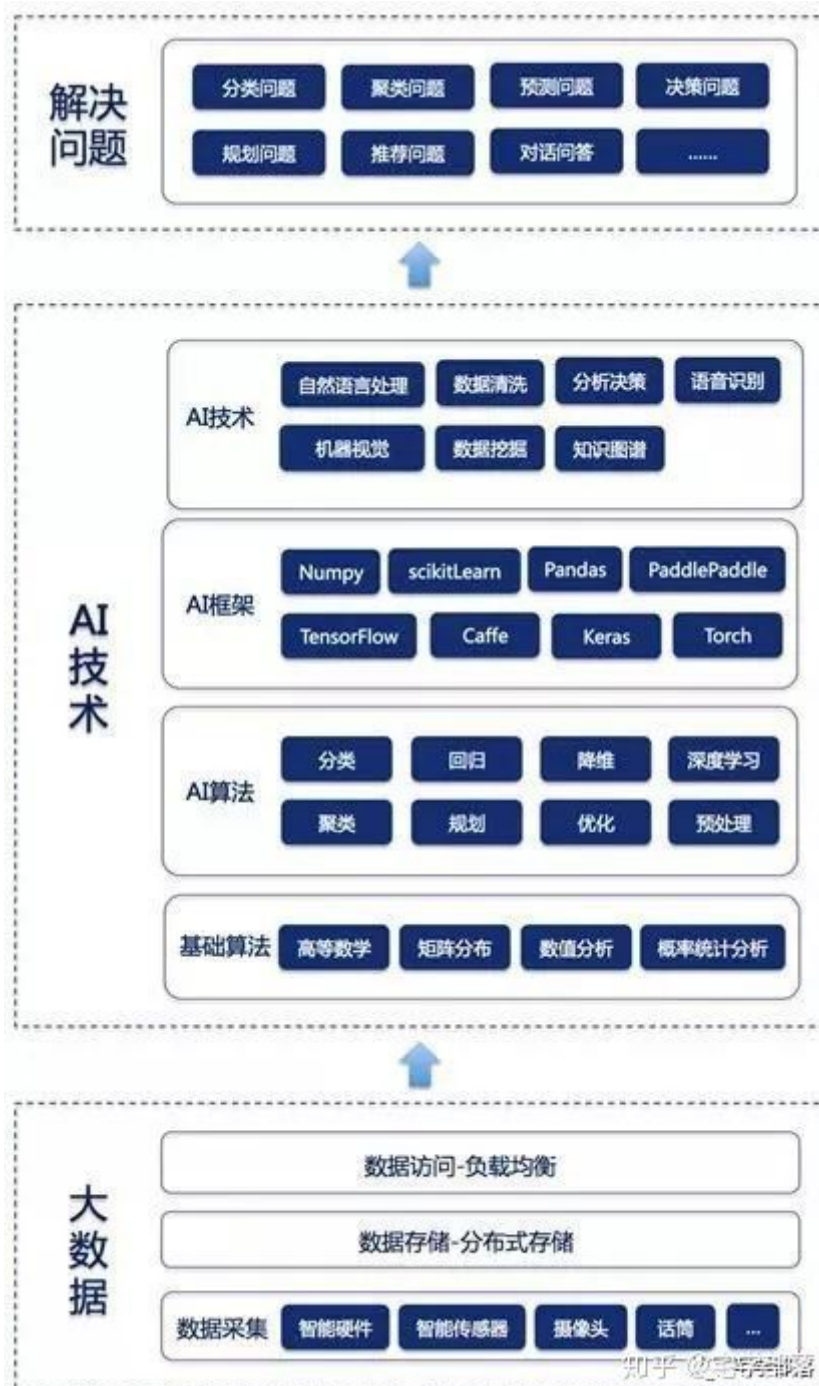 解决
问题
分类问题 聚类问题 预测问题 决策问题
规划问题 推荐问题 对话问答 ......
AI
技
术
AI技术
自然语言处理 数据清洗 分析决策 语音识别
机器视觉 数据挖掘 知识图谱
AI框架
Numpy scikitLearn Pandas PaddlePaddle
TensorFlow Caffe Keras Torch
AI算法
分类 回归 降维 深度学习
聚类 规划 优化 预处理
基础算法 高等数学 矩阵分布 数值分析 概率统计分析
大
数
据
数据访问-负载均衡
数据存储-分布式存储
数据采集 智能硬件 智能传感器 摄像头 话筒 ...
知乎 @
部落